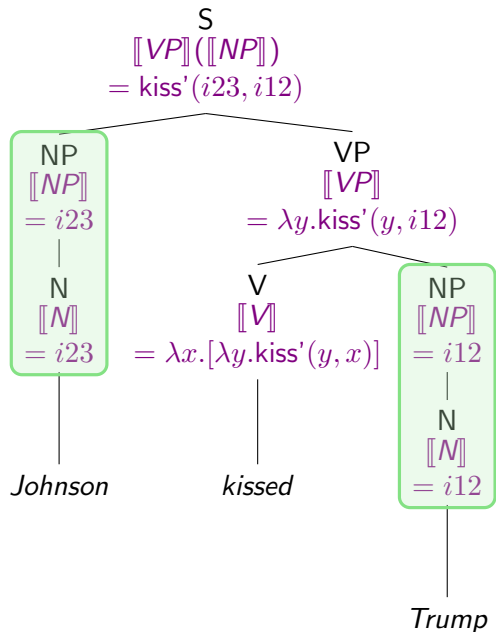 S
⟦VP⟧(⟦NP⟧)
= kiss'(i23, i12)
NP
⟦NP⟧
= i23
N
⟦N⟧
= i23
Johnson
VP
⟦VP⟧
= λy.kiss'(y, i12)
V
⟦V⟧
= λx.[λy.kiss'(y, x)]
kissed
NP
⟦NP⟧
= i12
N
⟦N⟧
= i12
Trump